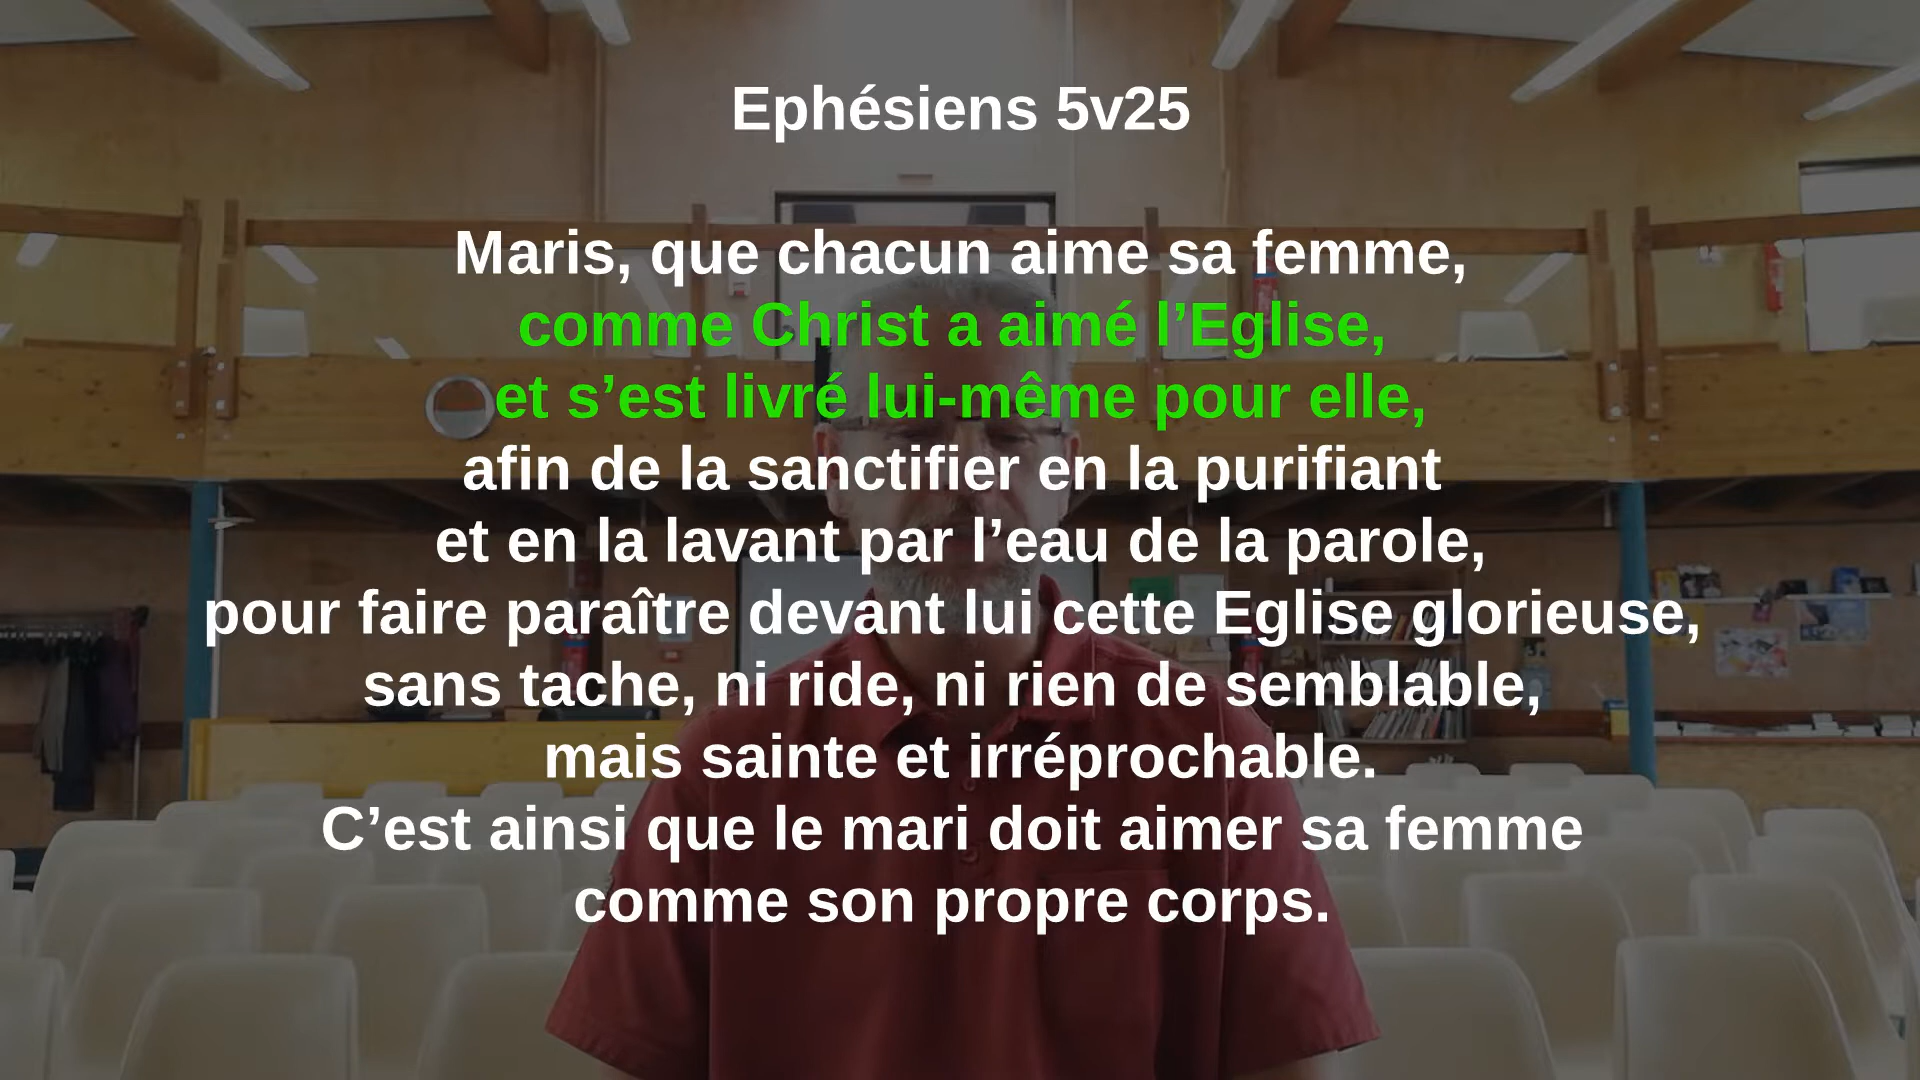 Ephésiens 5v25
Maris, que chacun aime sa femme,
comme Christ a aimé l’Eglise,
et s’est livré lui-même pour elle,
afin de la sanctifier en la purifiant
et en la lavant par l’eau de la parole,
pour faire paraître devant lui cette Eglise glorieuse,
sans tache, ni ride, ni rien de semblable,
mais sainte et irréprochable.
C’est ainsi que le mari doit aimer sa femme
comme son propre corps.